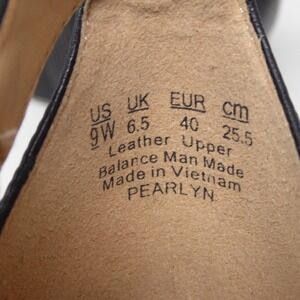 US UK EUR cm
9W 6.5 40 25.5
Leather Upper
Balance Man Made
Made in Vietnam
PEARLYN